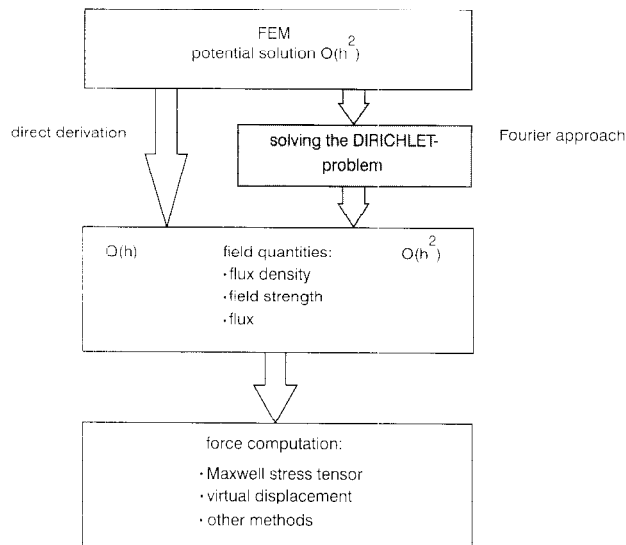 FEM
potential solution O(h²)
direct derivation
solving the DIRICHLET-
problem
Fourier approach
O(h)
field quantities:
O(h²)
·flux density
·field strength
·flux
force computation:
· Maxwell stress tensor
· virtual displacement
· other methods